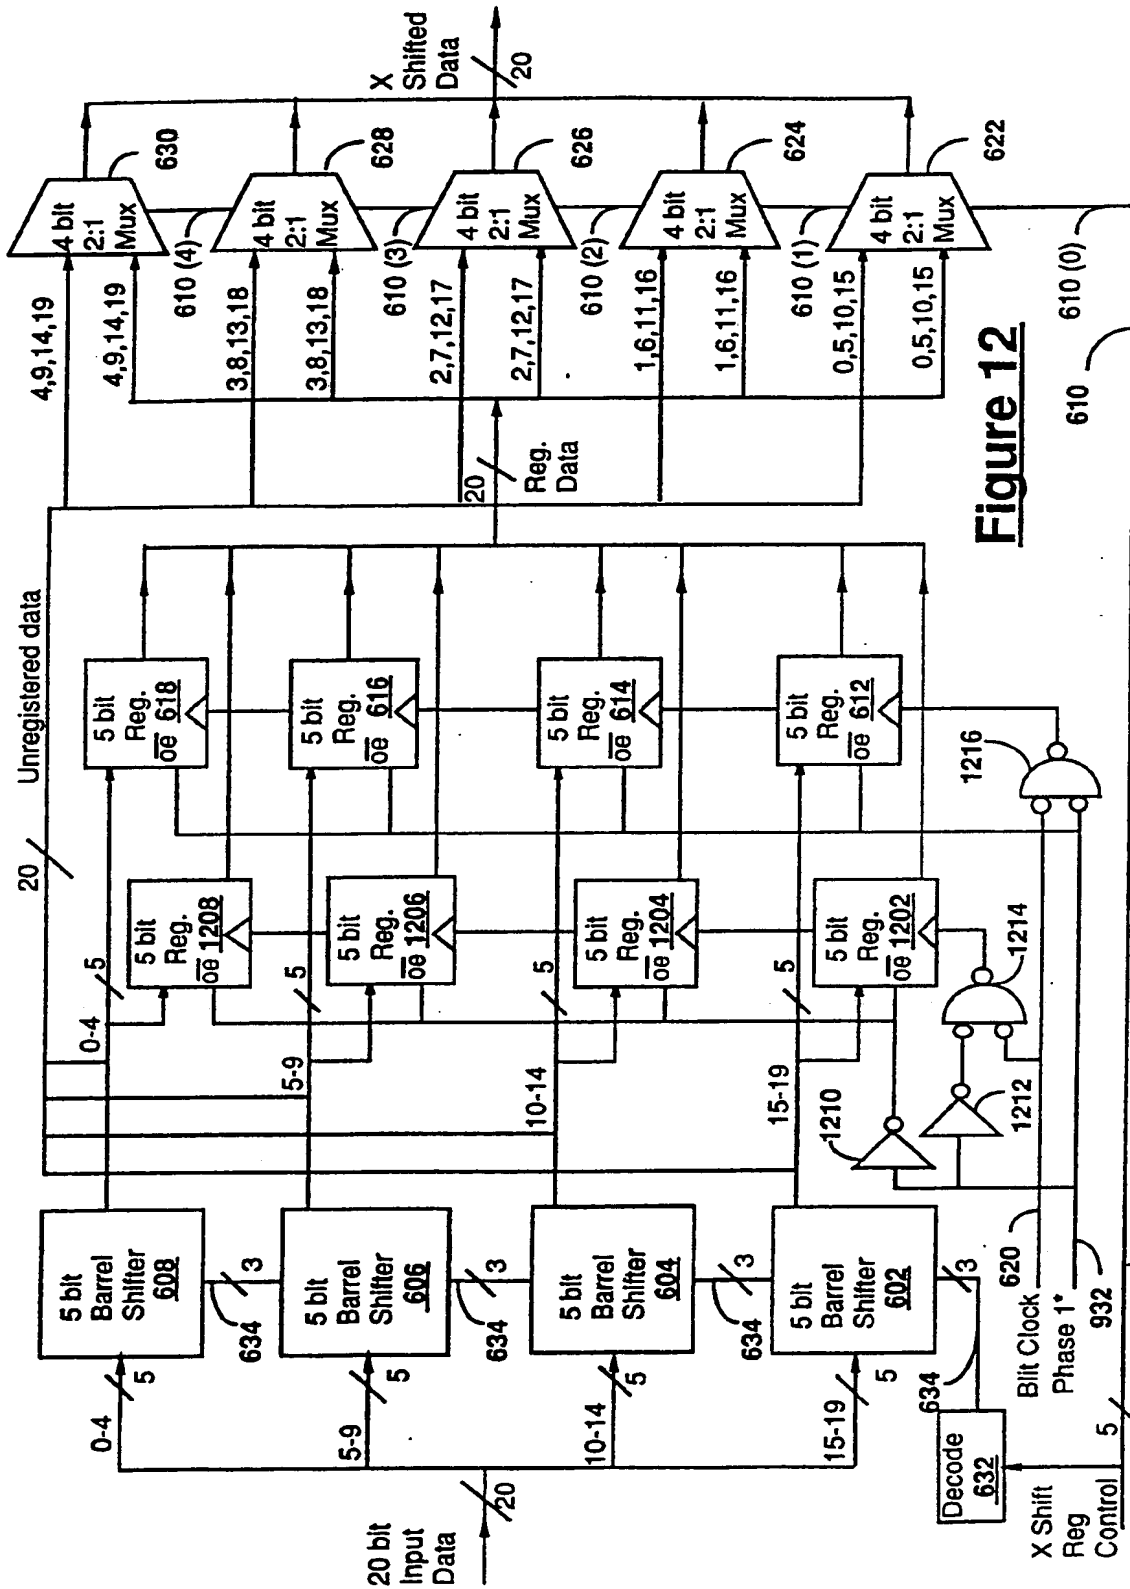 20 bit
Input
Data
20
0-4
5
5-9
5
10-14
5
15-19
5
5 bit
Barrel
Shifter
608
634
3
5 bit
Barrel
Shifter
606
634
3
5 bit
Barrel
Shifter
604
634
3
5 bit
Barrel
Shifter
602
3
634
Decode
632
X Shift
Reg
Control
5
Blit Clock
Phase 1*
620
932
20
Unregistered data
0-4
5
5-9
5
10-14
5
15-19
5
1210
1212
1214
1216
5 bit
Reg.
oe 1208
5 bit
Reg.
oe 1206
5 bit
Reg.
oe 1204
5 bit
Reg.
oe 1202
5 bit
Reg.
oe 618
5 bit
Reg.
oe 616
5 bit
Reg.
oe 614
5 bit
Reg.
oe 612
20
Reg.
Data
4,9,14,19
4,9,14,19
3,8,13,18
3,8,13,18
2,7,12,17
2,7,12,17
1,6,11,16
1,6,11,16
0,5,10,15
0,5,10,15
4 bit
2:1
Mux
630
610 (4)
4 bit
2:1
Mux
628
610 (3)
4 bit
2:1
Mux
626
610 (2)
4 bit
2:1
Mux
624
610 (1)
4 bit
2:1
Mux
622
610 (0)
610
X
Shifted
Data
20
Figure 12